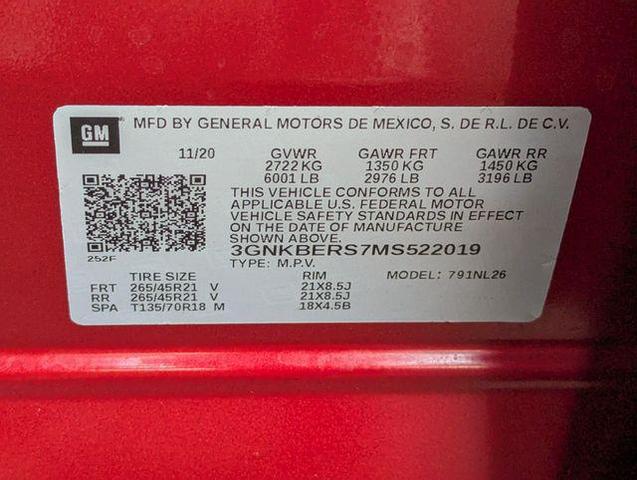 GM MFD BY GENERAL MOTORS DE MEXICO, S. DE R.L. DE C.V.
11/20 GVWR GAWR FRT GAWR RR
2722 KG 1350 KG 1450 KG
6001 LB 2976 LB 3196 LB
THIS VEHICLE CONFORMS TO ALL
APPLICABLE U.S. FEDERAL MOTOR
VEHICLE SAFETY STANDARDS IN EFFECT
ON THE DATE OF MANUFACTURE
SHOWN ABOVE.
3GNKBERS7MS522019
252F TYPE: M.P.V.
TIRE SIZE RIM MODEL: 791NL26
FRT 265/45R21 V 21X8.5J
RR 265/45R21 V 21X8.5J
SPA T135/70R18 M 18X4.5B